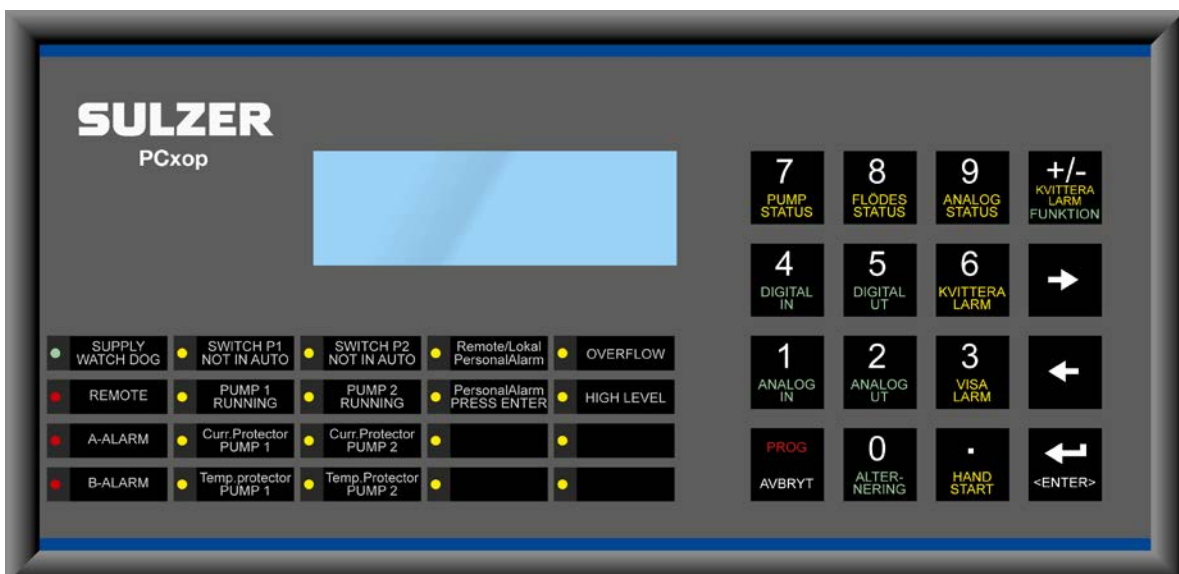 SULZER
PCxop
7
PUMP
STATUS
8
FLÖDES
STATUS
9
ANALOG
STATUS
+/-
KVITTERA
LARM
FUNKTION
4
DIGITAL
IN
5
DIGITAL
UT
6
KVITTERA
LARM
1
ANALOG
IN
2
ANALOG
UT
3
VISA
LARM
PROG
AVBRYT
0
ALTER-
NERING
.
HAND
START
<ENTER>
SUPPLY
WATCH DOG
SWITCH P1
NOT IN AUTO
SWITCH P2
NOT IN AUTO
Remote/Lokal
PersonalAlarm
OVERFLOW
REMOTE
PUMP 1
RUNNING
PUMP 2
RUNNING
PersonalAlarm
PRESS ENTER
HIGH LEVEL
A-ALARM
Curr.Protector
PUMP 1
Curr.Protector
PUMP 2
B-ALARM
Temp.protector
PUMP 1
Temp.Protector
PUMP 2